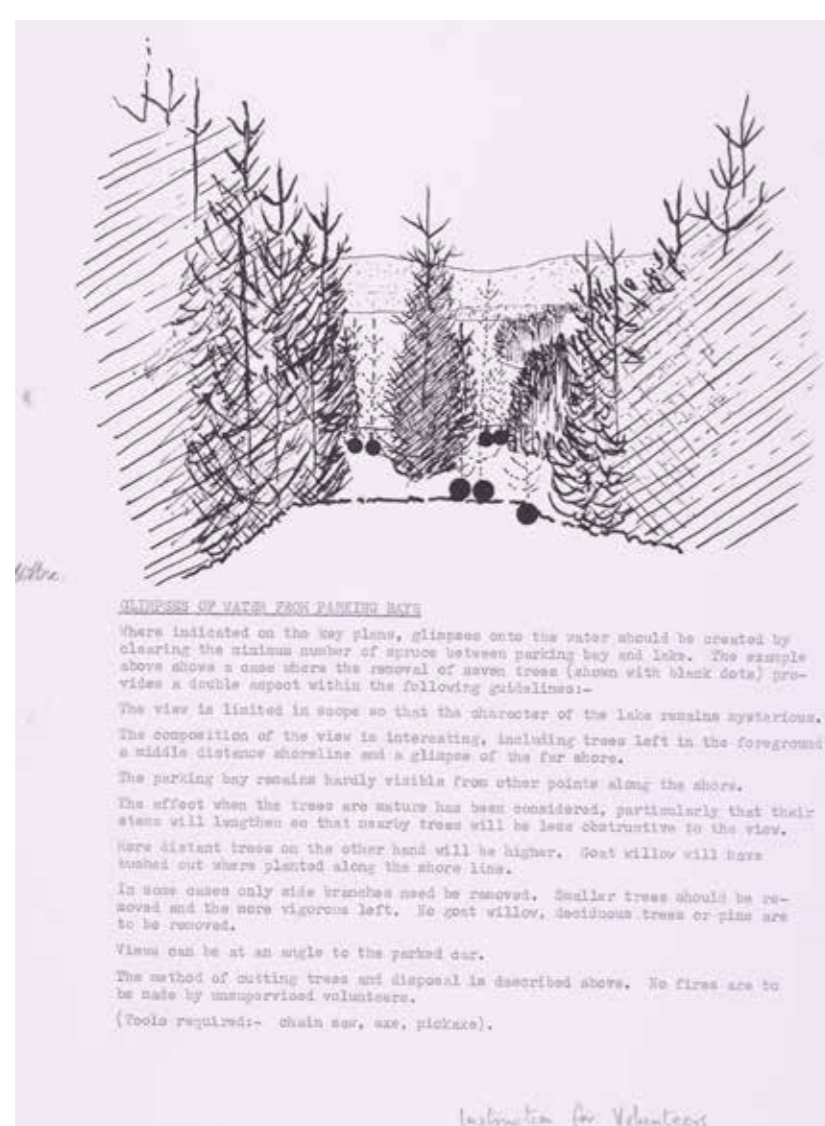 GLIMPSES OF WATER FROM PARKING BAYS
Where indicated on the key plans, glimpses onto the water should be created by
clearing the minimum number of spruce between parking bay and lake. The example
above shows a case where the removal of seven trees (shown with black dots) pro-
vides a double aspect within the following guidelines:-
The view is limited in scope so that the character of the Lake remains mysterious.
The composition of the view is interesting, including trees left in the foreground
a middle distance shoreline and a glimpse of the far shore.
The parking bay remains hardly visible from other points along the shore.
The effect when the trees are mature has been considered, particularly that their
stems will lengthen so that nearby trees will be less obstructive to the view.
More distant trees on the other hand will be higher. Goat willow will have
bushed out where planted along the shore line.
In some cases only side branches need be removed. Smaller trees should be re-
moved and the more vigorous left. No goat willow, deciduous trees or pine are
to be removed.
Views can be at an angle to the parked car.
The method of cutting trees and disposal is described above. No fires are to
be made by unsupervised volunteers.
(Tools required:- chain saw, axe, pickaxe).
Instruction for Volunteers